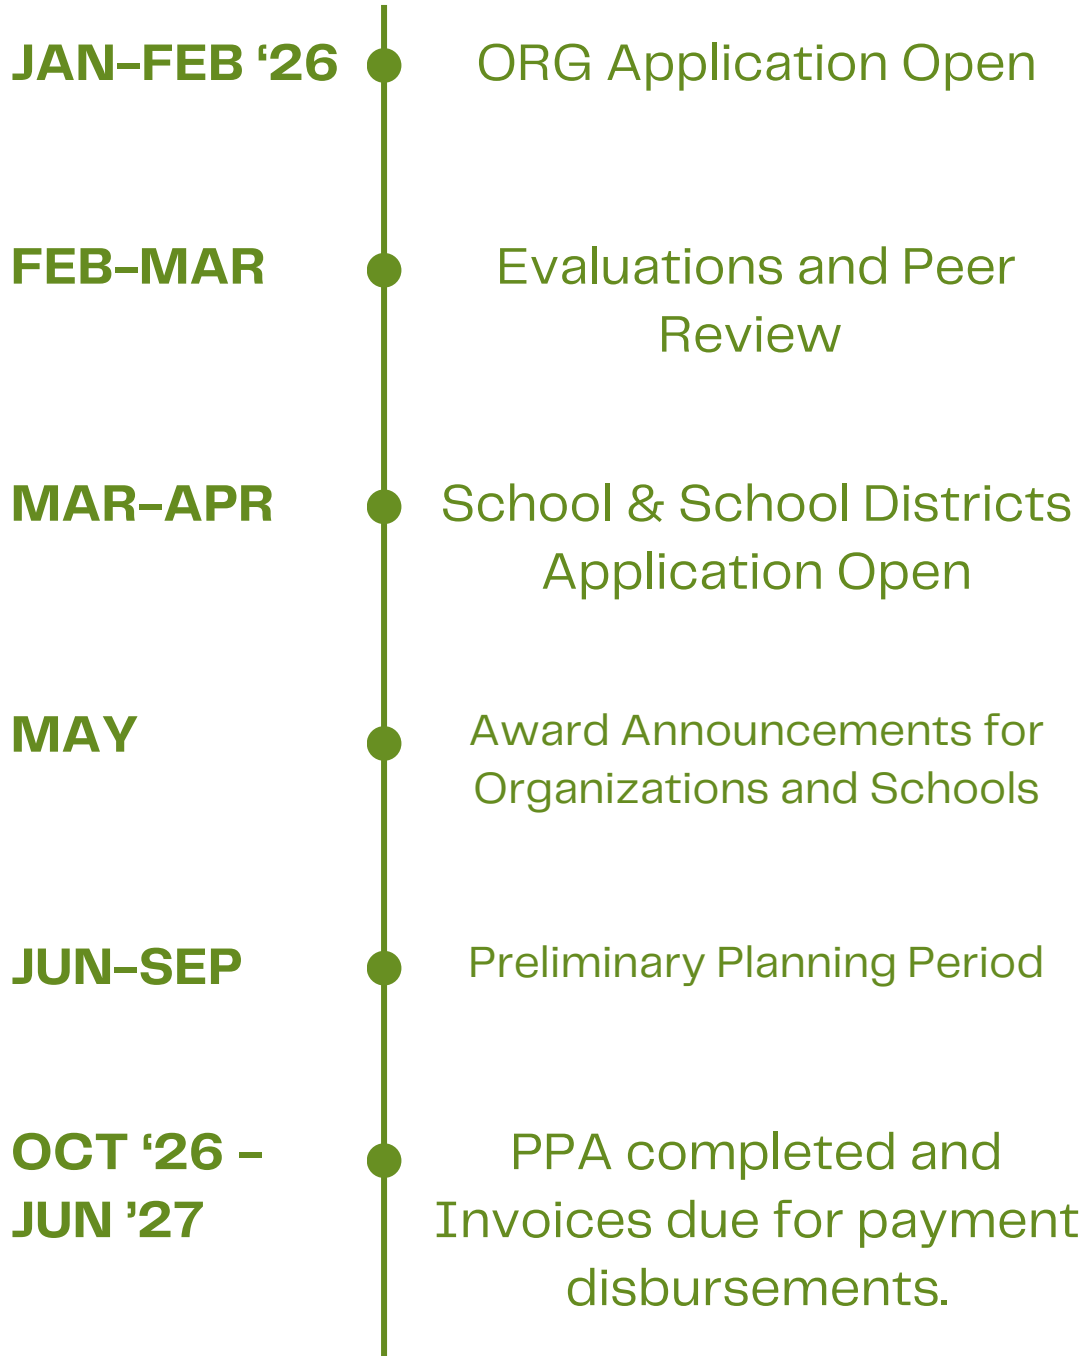 JAN-FEB ‘26
ORG Application Open
FEB-MAR
Evaluations and Peer
Review
MAR-APR
School & School Districts
Application Open
MAY
Award Announcements for
Organizations and Schools
JUN-SEP
Preliminary Planning Period
OCT ‘26 -
JUN ’27
PPA completed and
Invoices due for payment
disbursements.